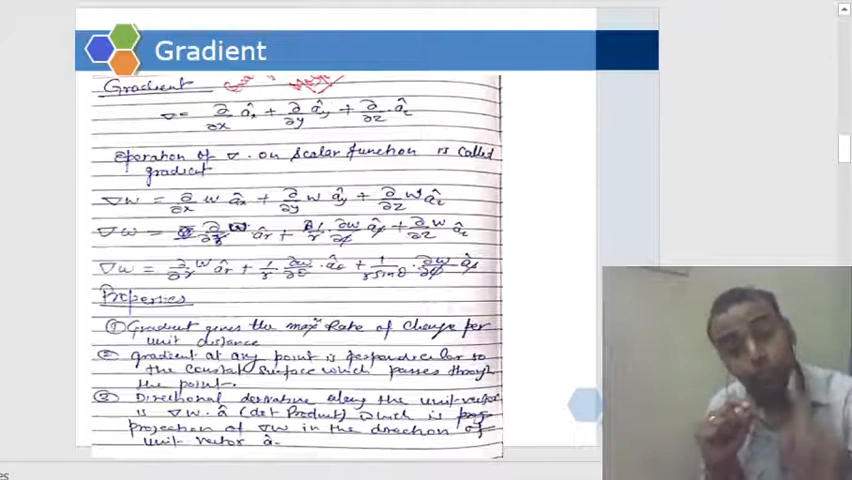 Gradient
Gradient
∇ = ∂/∂x âx + ∂/∂y ây + ∂/∂z · âz
Operation of ∇. on Scalar function is called
gradient
∇W = ∂/∂x W âx + ∂/∂y W ây + ∂/∂z W âz
∇W = ∂/∂r W âr + 1/r · ∂W/∂φ âφ + ∂/∂z W âz
∇W = ∂/∂r W âr + 1/r · ∂W/∂θ · âθ + 1/r sinθ · ∂W/∂φ âφ
Properties
① Gradient gives the max^m Rate of change per
unit distance
② gradient at any point is perpendicular to
the constat surface which passes through
the point.
③ Directional derivative along the unit vector
is ∇W · â (dot Product) which is
projection of ∇W in the direction of
unit vector â.
es